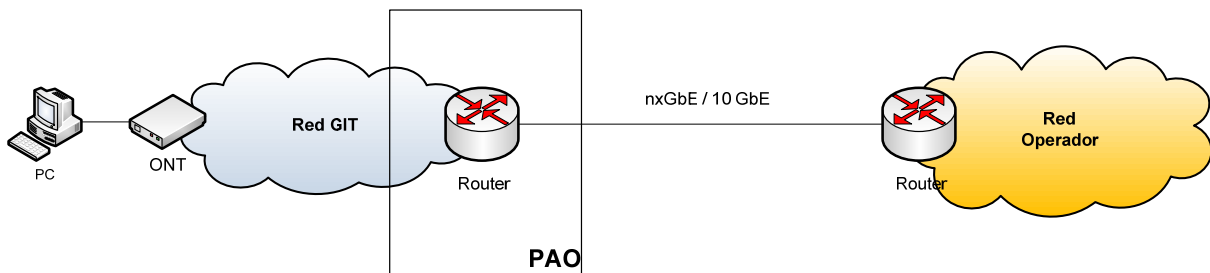 PC
ONT
Red GIT
Router
PAO
nxGbE / 10 GbE
Router
Red
Operador